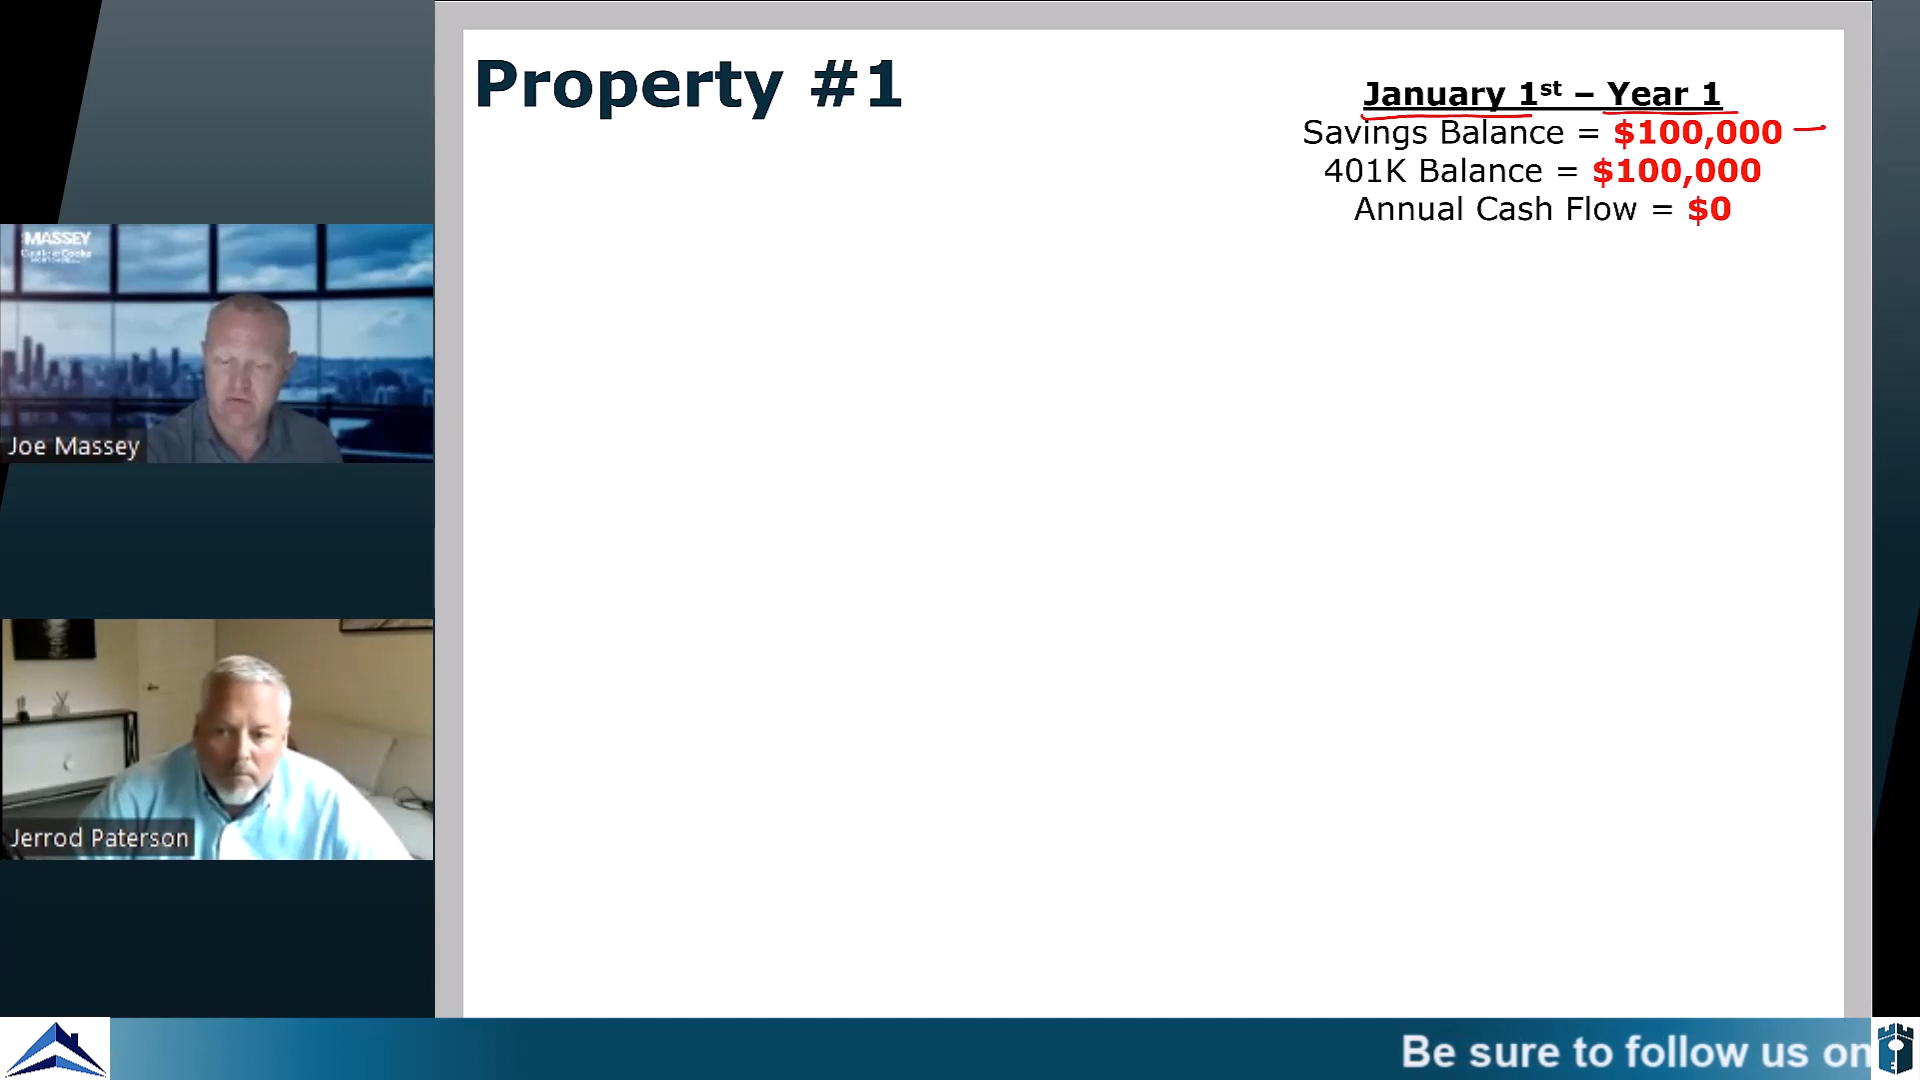 Property #1
January 1st – Year 1
Savings Balance = $100,000
401K Balance = $100,000
Annual Cash Flow = $0
MASSEY
Joe Massey
Jerrod Paterson
Be sure to follow us on